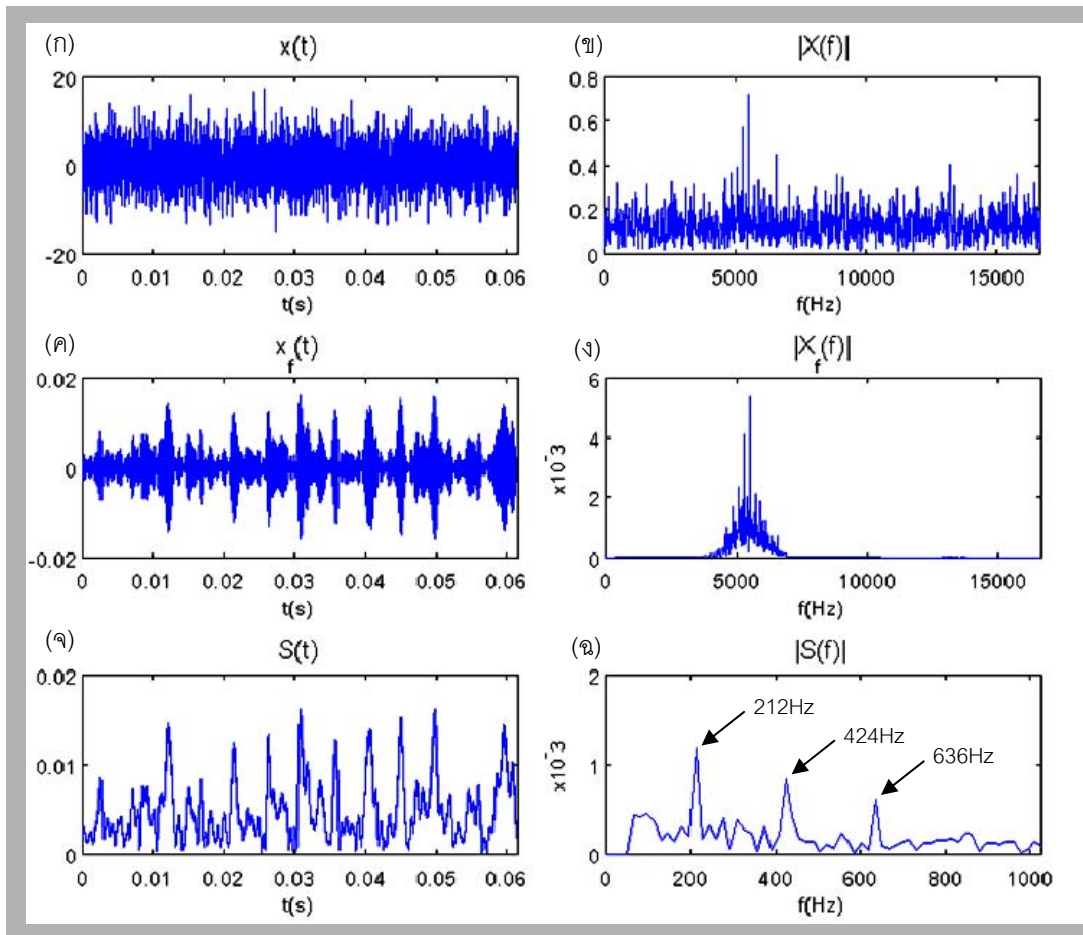 (ก) x(t)
20
0
-20
0 0.01 0.02 0.03 0.04 0.05 0.06
t(s)
(ข) |X(f)|
0.8
0.6
0.4
0.2
0
0 5000 10000 15000
f(Hz)
(ค) x_f(t)
0.02
0
-0.02
0 0.01 0.02 0.03 0.04 0.05 0.06
t(s)
(ง) |X_f(f)|
6
4
2
0
x10^-3
0 5000 10000 15000
f(Hz)
(จ) S(t)
0.02
0.01
0
0 0.01 0.02 0.03 0.04 0.05 0.06
t(s)
(ฉ) |S(f)|
2
1
0
x10^-3
212Hz
424Hz
636Hz
0 200 400 600 800 1000
f(Hz)